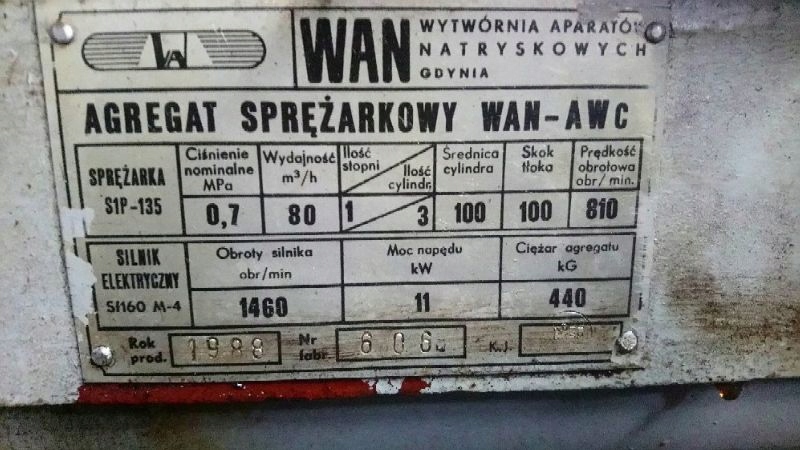 WAN
WYTWÓRNIA APARATÓW
NATRYSKOWYCH
GDYNIA
AGREGAT SPRĘŻARKOWY WAN-AWC
SPRĘŻARKA
S1P-135
Ciśnienie
nominalne
MPa
0,7
Wydajność
m³/h
80
Ilość
stopni
Ilość
cylindr.
1
3
Średnica
cylindra
100
Skok
tłoka
100
Prędkość
obrotowa
obr/min.
810
SILNIK
ELEKTRYCZNY
Sf160 M-4
Obroty silnika
obr/min
1460
Moc napędu
kW
11
Ciężar agregatu
kG
440
Rok
prod.
1988
Nr
fabr.
K.J.